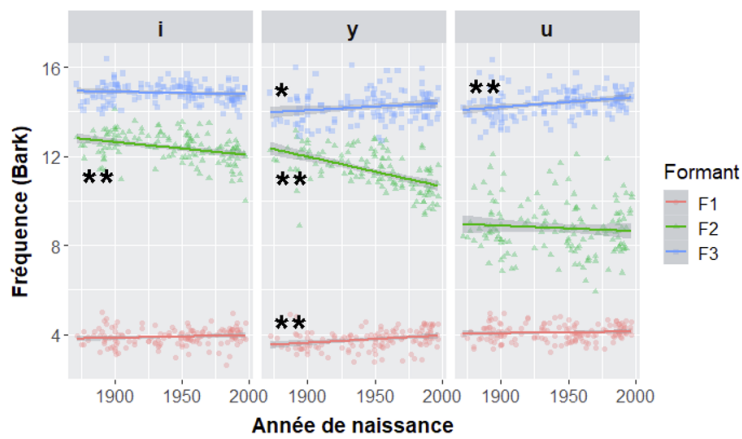 i y u
16
12
8
4
* **
** **
**
1900 1950 2000 1900 1950 2000 1900 1950 2000
Fréquence (Bark)
Année de naissance
Formant
F1
F2
F3